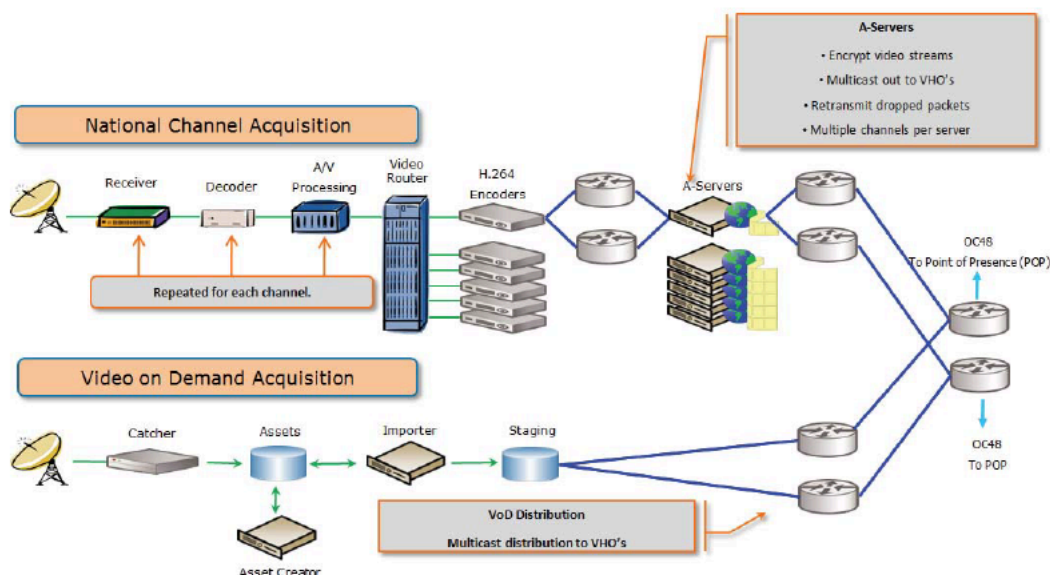 A-Servers
• Encrypt video streams
• Multicast out to VHO's
• Retransmit dropped packets
• Multiple channels per server
National Channel Acquisition
Receiver
Decoder
A/V
Processing
Video
Router
H.264
Encoders
A-Servers
Repeated for each channel.
OC48
To Point of Presence (POP)
Video on Demand Acquisition
Catcher
Assets
Importer
Staging
OC48
To POP
VoD Distribution
Multicast distribution to VHO's
Asset Creator